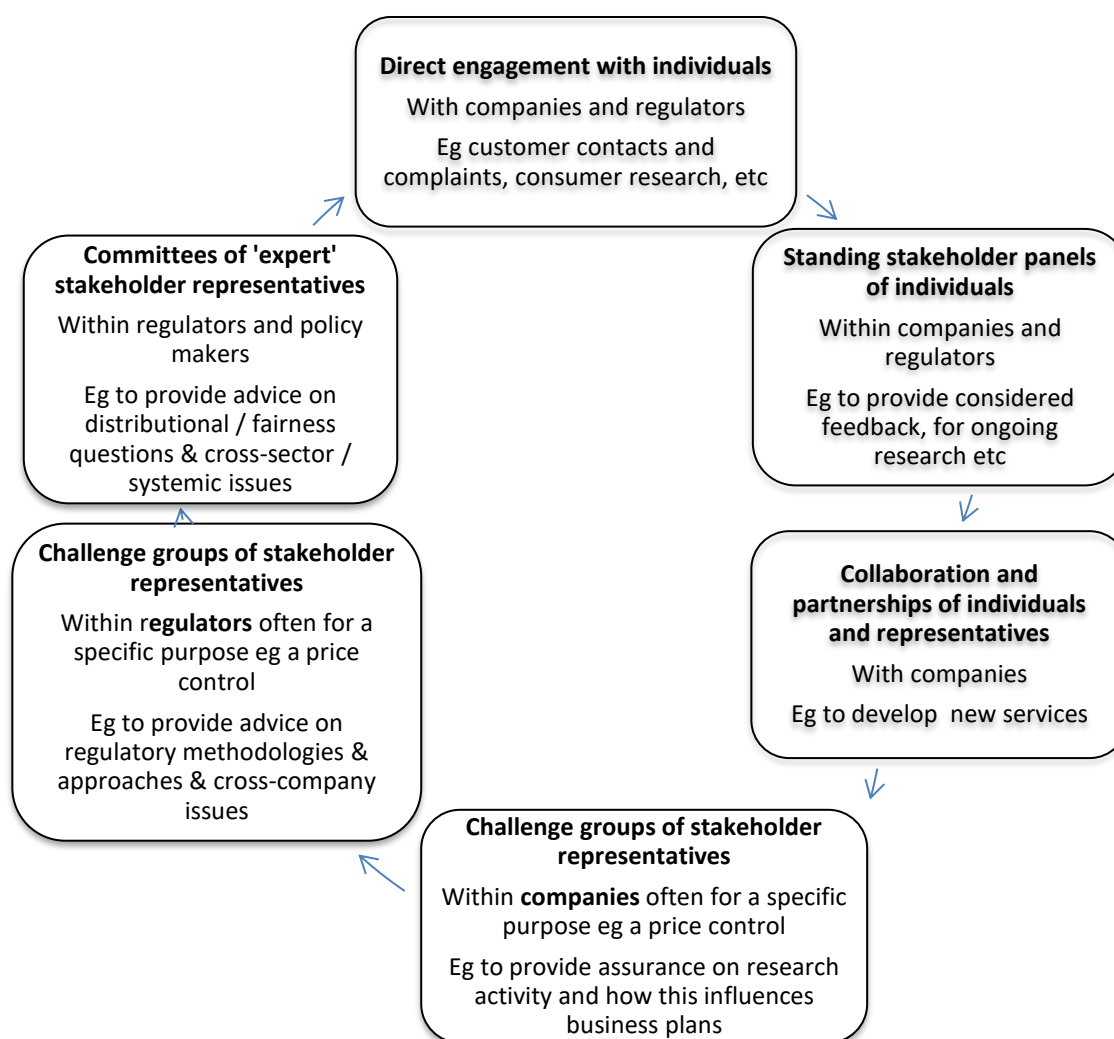 Direct engagement with individuals
With companies and regulators
Eg customer contacts and
complaints, consumer research, etc
Standing stakeholder panels
of individuals
Within companies and
regulators
Eg to provide considered
feedback, for ongoing
research etc
Collaboration and
partnerships of individuals
and representatives
With companies
Eg to develop  new services
Challenge groups of stakeholder
representatives
Within companies often for a specific
purpose eg a price control
Eg to provide assurance on research
activity and how this influences
business plans
Challenge groups of stakeholder
representatives
Within regulators often for a
specific purpose eg a price
control
Eg to provide advice on
regulatory methodologies &
approaches & cross-company
issues
Committees of 'expert'
stakeholder representatives
Within regulators and policy
makers
Eg to provide advice on
distributional / fairness
questions & cross-sector /
systemic issues